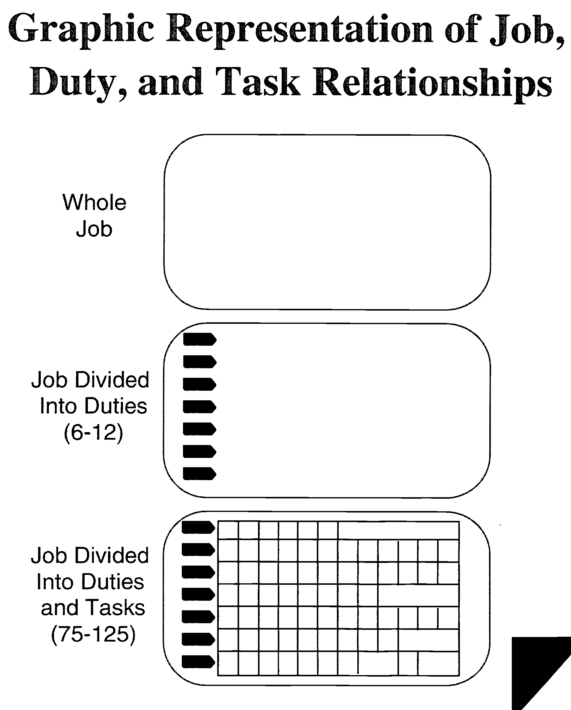 Graphic Representation of Job,
Duty, and Task Relationships
Whole
Job
Job Divided
Into Duties
(6-12)
Job Divided
Into Duties
and Tasks
(75-125)